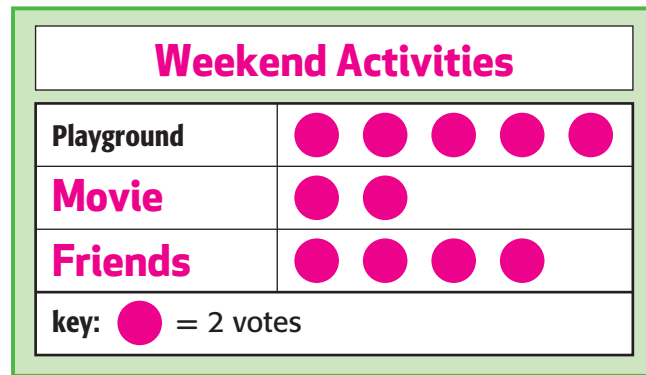 Weekend Activities
Playground
Movie
Friends
key: = 2 votes